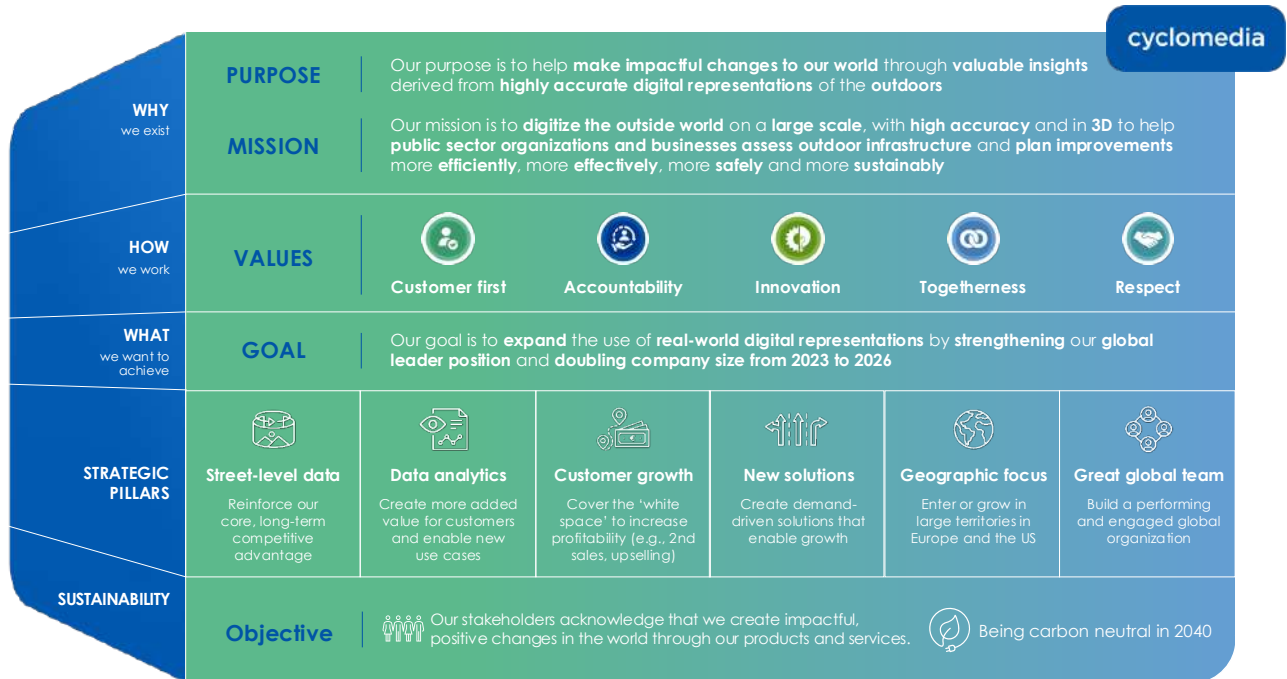 cyclomedia
WHY
we exist
PURPOSE
Our purpose is to help make impactful changes to our world through valuable insights
derived from highly accurate digital representations of the outdoors
MISSION
Our mission is to digitize the outside world on a large scale, with high accuracy and in 3D to help
public sector organizations and businesses assess outdoor infrastructure and plan improvements
more efficiently, more effectively, more safely and more sustainably
HOW
we work
VALUES
Customer first
Accountability
Innovation
Togetherness
Respect
WHAT
we want to
achieve
GOAL
Our goal is to expand the use of real-world digital representations by strengthening our global
leader position and doubling company size from 2023 to 2026
STRATEGIC
PILLARS
Street-level data
Reinforce our
core, long-term
competitive
advantage
Data analytics
Create more added
value for customers
and enable new
use cases
Customer growth
Cover the ‘white
space’ to increase
profitability (e.g., 2nd
sales, upselling)
New solutions
Create demand-
driven solutions that
enable growth
Geographic focus
Enter or grow in
large territories in
Europe and the US
Great global team
Build a performing
and engaged global
organization
SUSTAINABILITY
Objective
Our stakeholders acknowledge that we create impactful,
positive changes in the world through our products and services.
Being carbon neutral in 2040